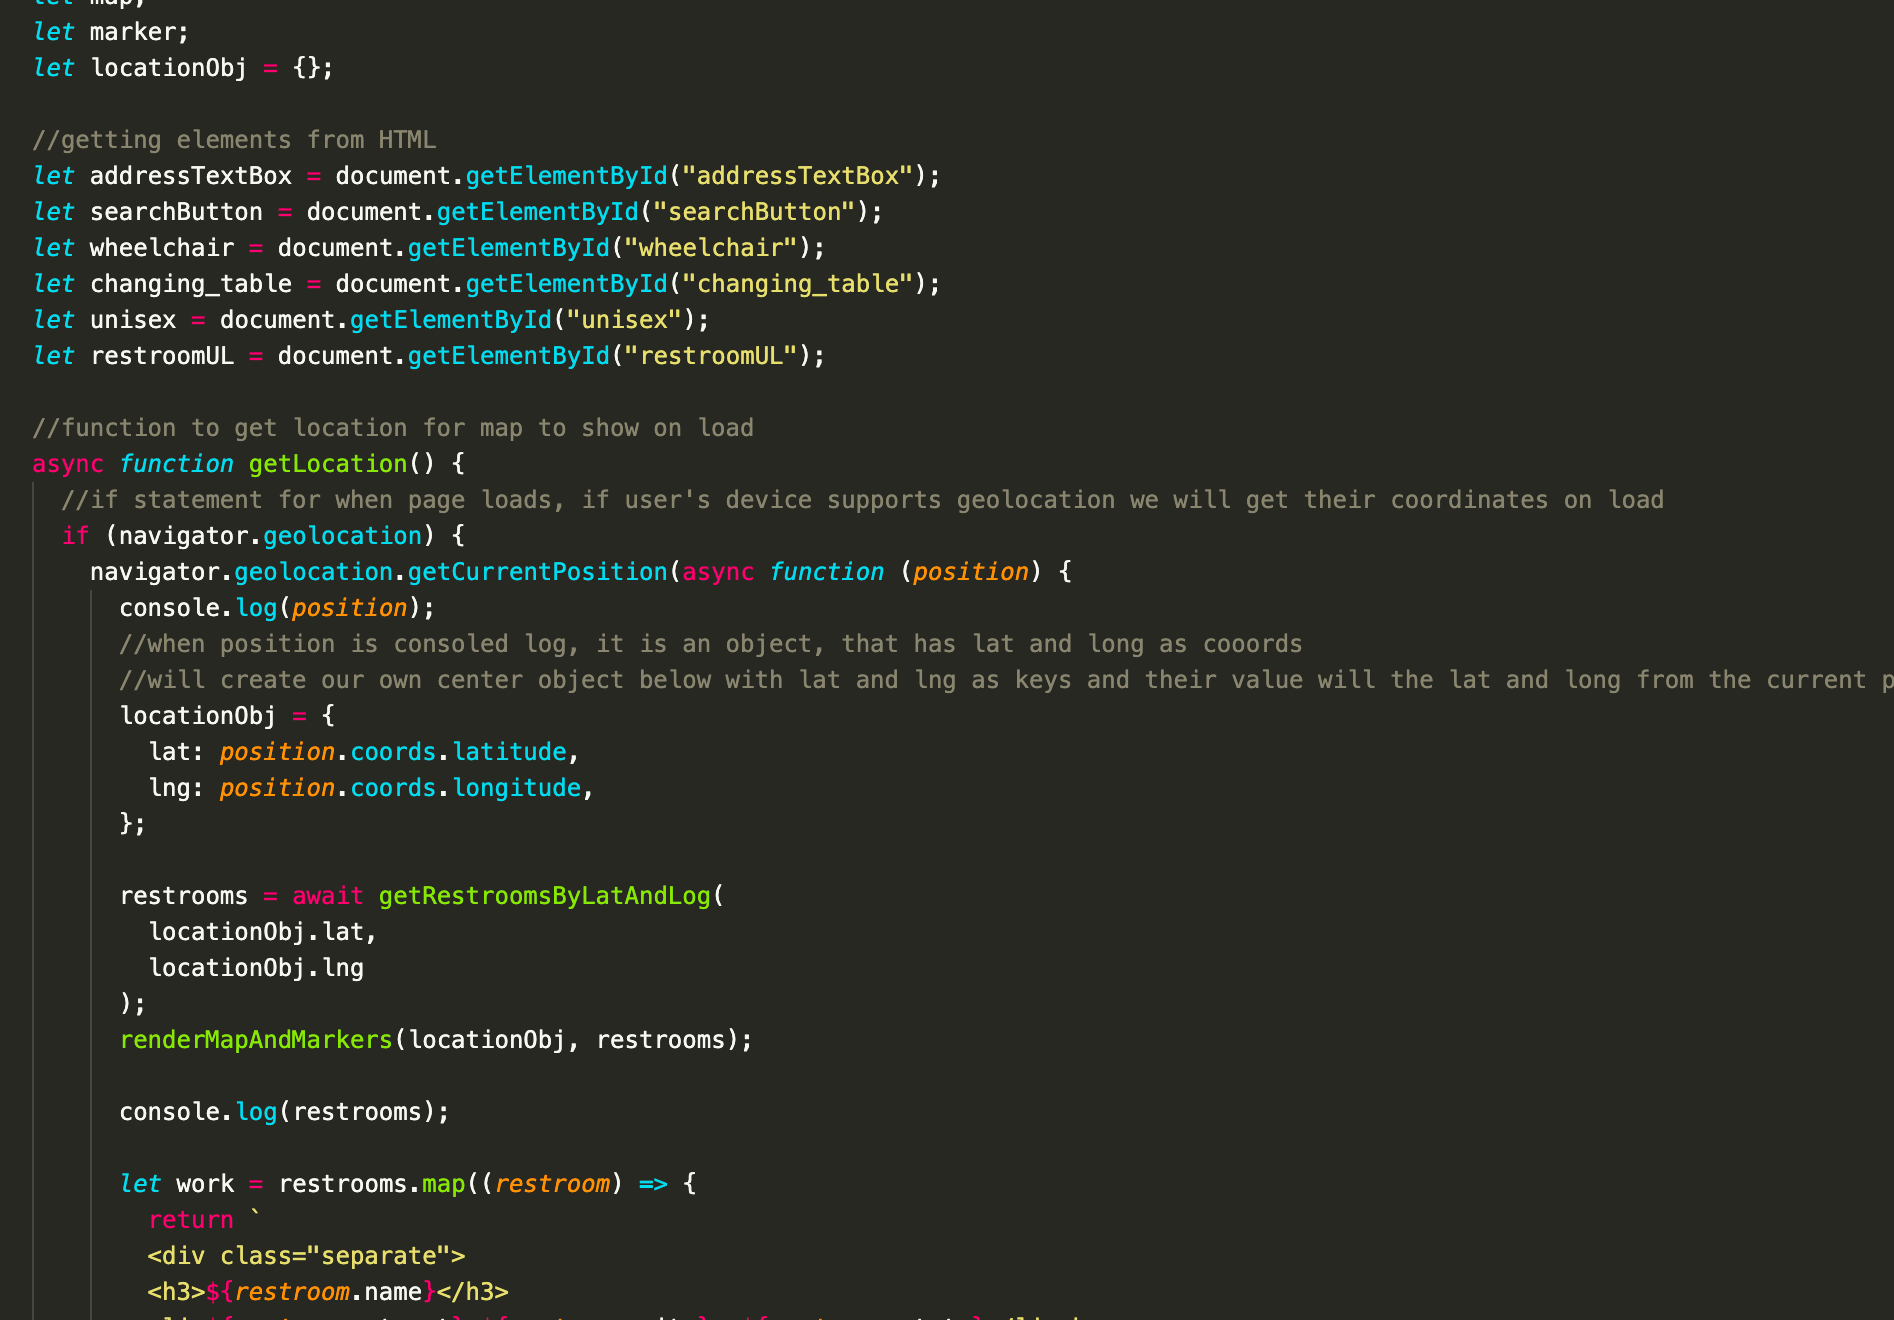 let map;
let marker;
let locationObj = {};
//getting elements from HTML
let addressTextBox = document.getElementById("addressTextBox");
let searchButton = document.getElementById("searchButton");
let wheelchair = document.getElementById("wheelchair");
let changing_table = document.getElementById("changing_table");
let unisex = document.getElementById("unisex");
let restroomUL = document.getElementById("restroomUL");
//function to get location for map to show on load
async function getLocation() {
//if statement for when page loads, if user's device supports geolocation we will get their coordinates on load
if (navigator.geolocation) {
navigator.geolocation.getCurrentPosition(async function (position) {
console.log(position);
//when position is consoled log, it is an object, that has lat and long as cooords
//will create our own center object below with lat and lng as keys and their value will the lat and long from the current p
locationObj = {
lat: position.coords.latitude,
lng: position.coords.longitude,
};
restrooms = await getRestroomsByLatAndLog(
locationObj.lat,
locationObj.lng
);
renderMapAndMarkers(locationObj, restrooms);
console.log(restrooms);
let work = restrooms.map((restroom) => {
return `
<div class="separate">
<h3>${restroom.name}</h3>